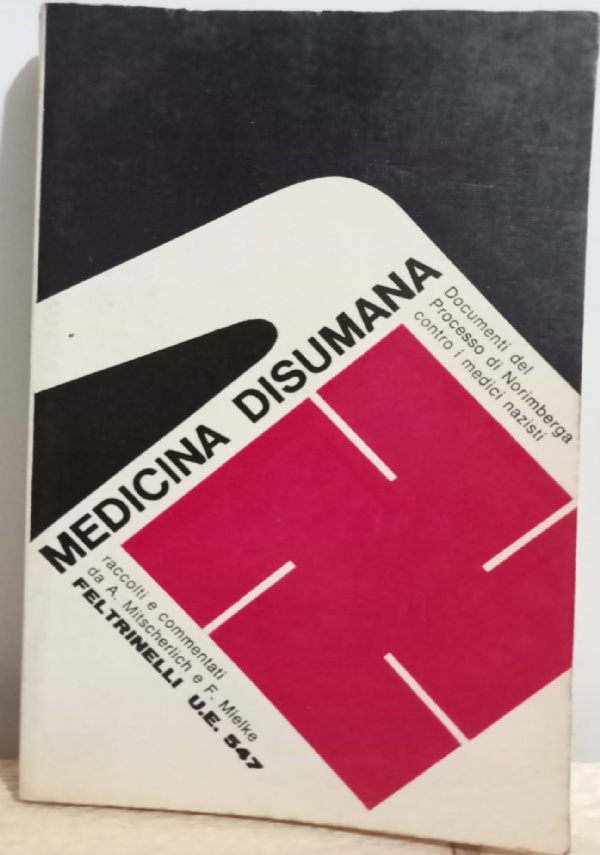 MEDICINA DISUMANA
Documenti del
Processo di Norimberga
contro i medici nazisti
raccolti e commentati
da A. Mitscherlich e F. Mielke
FELTRINELLI U.E. 547